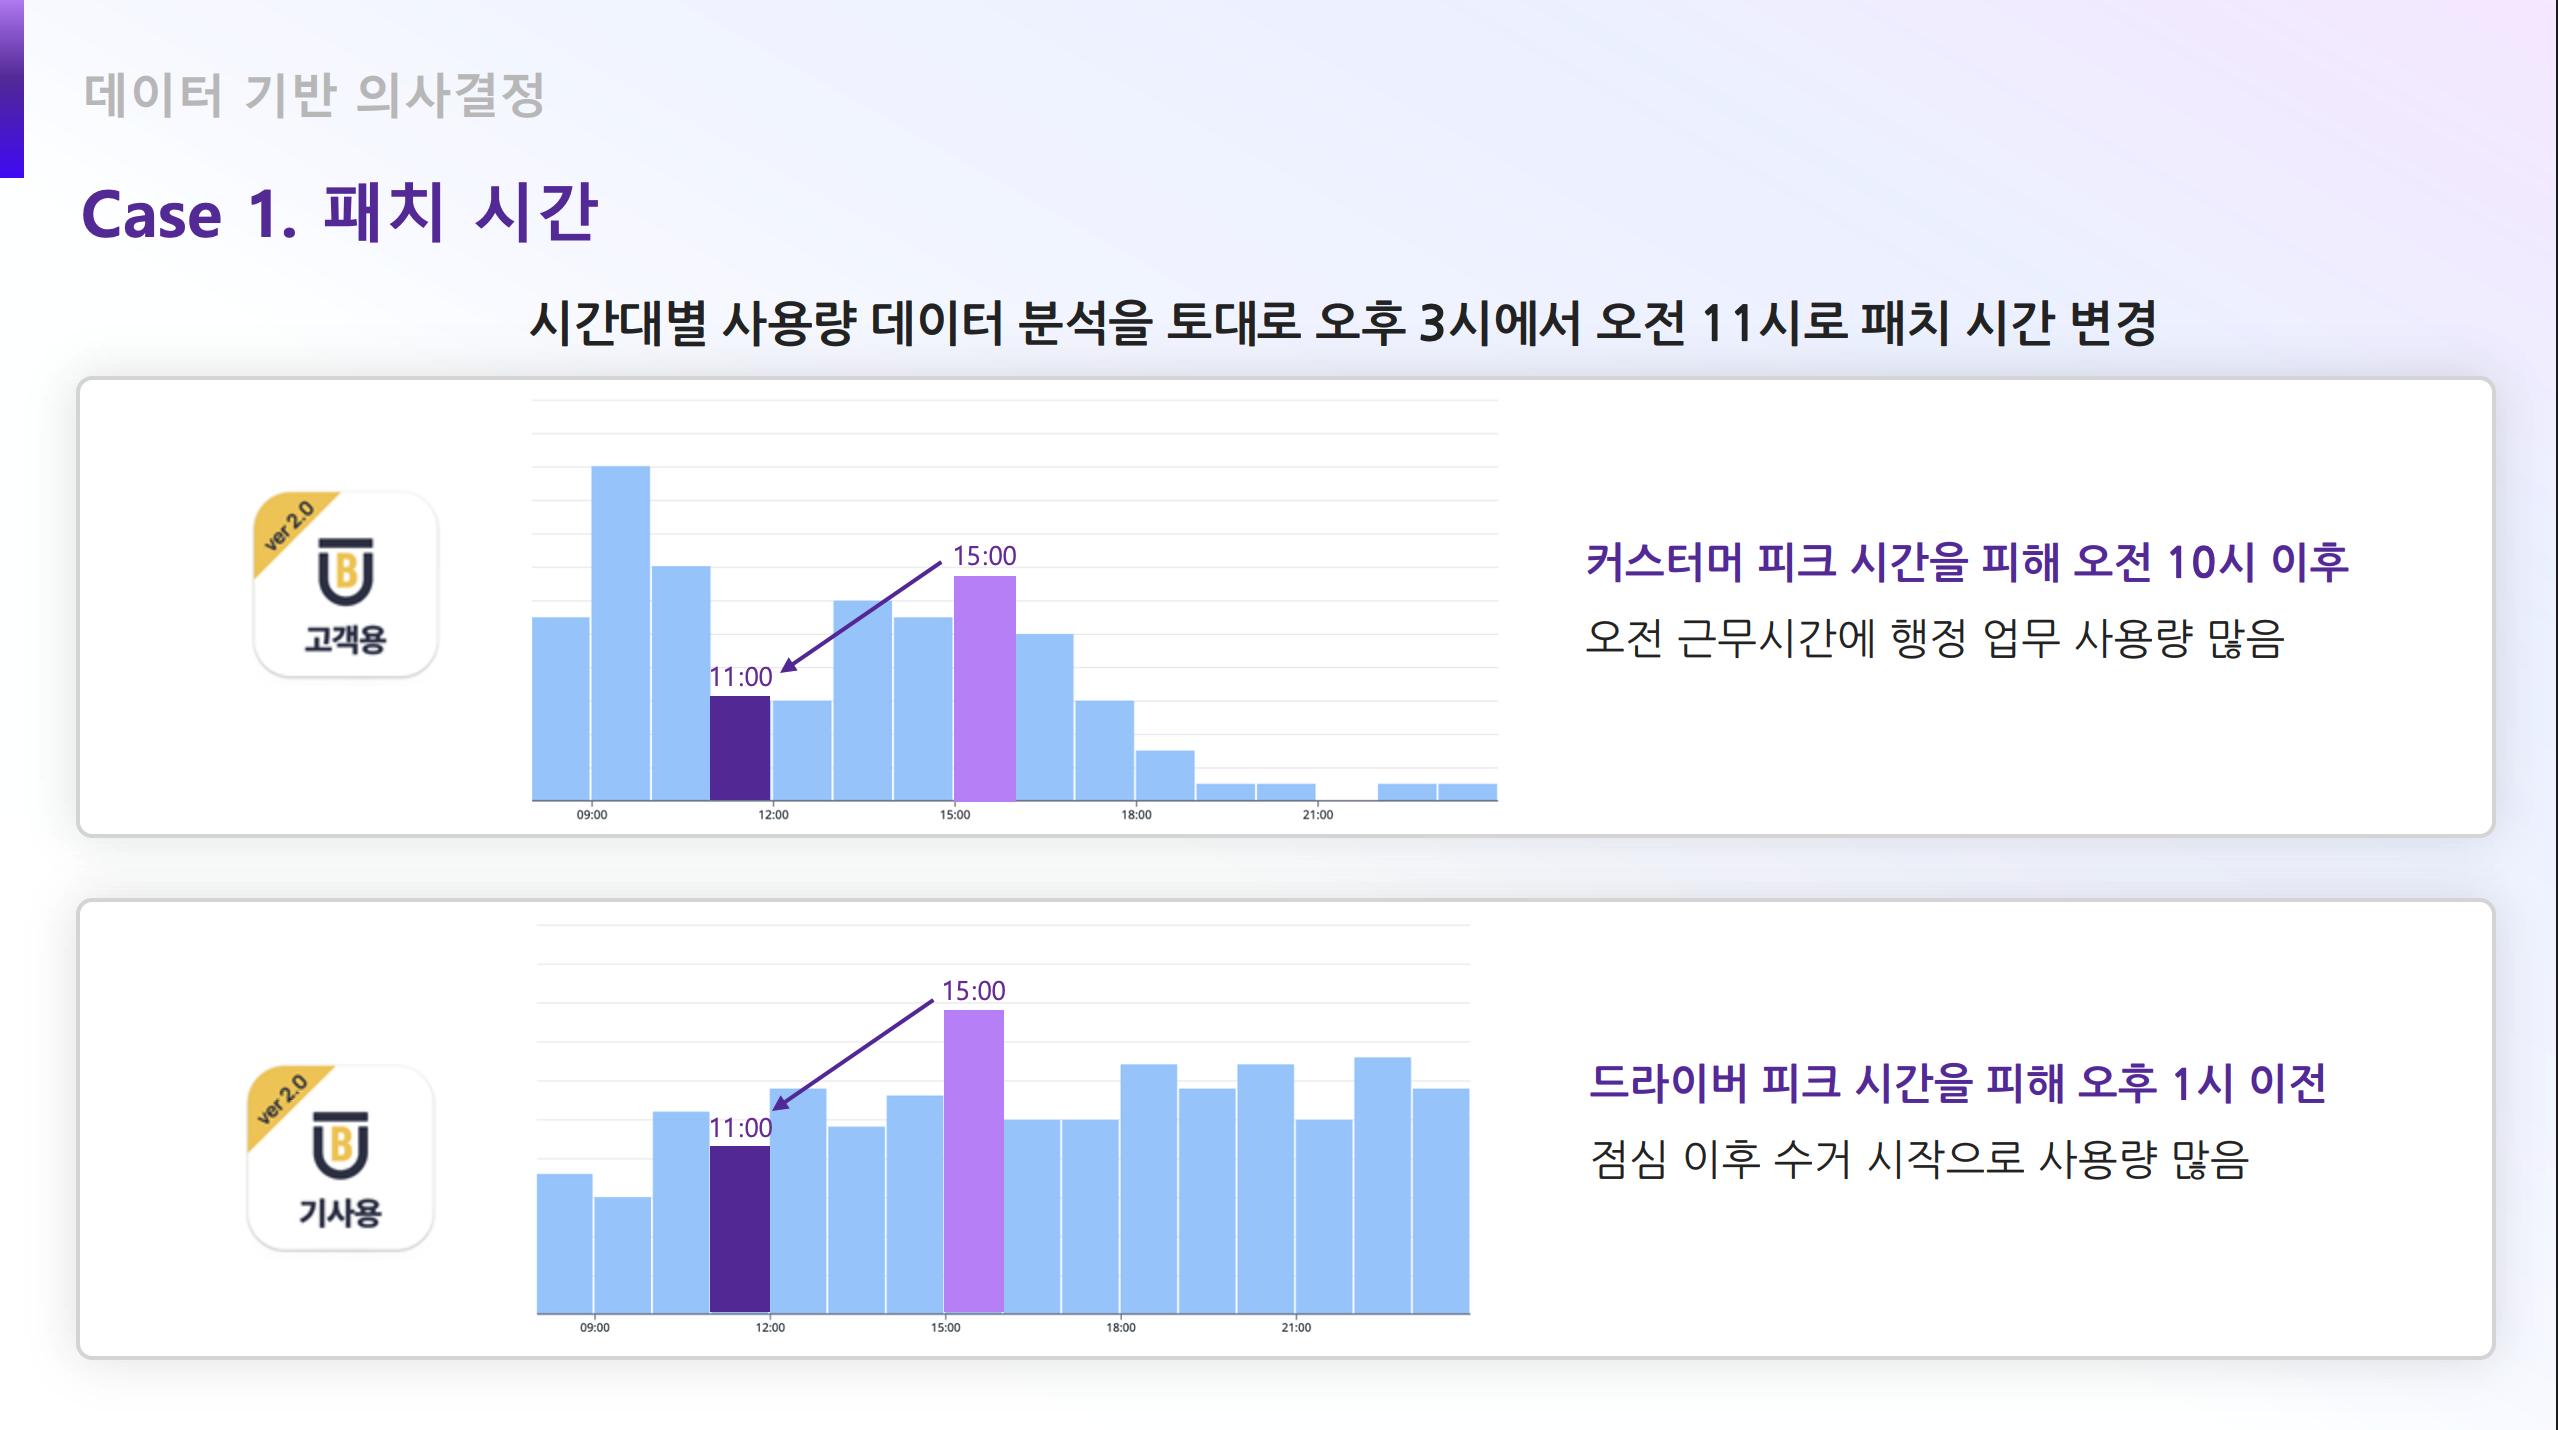 데이터 기반 의사결정
Case 1. 패치 시간
시간대별 사용량 데이터 분석을 토대로 오후 3시에서 오전 11시로 패치 시간 변경
ver 2.0
B
고객용
15:00
11:00
09:00 12:00 15:00 18:00 21:00
커스터머 피크 시간을 피해 오전 10시 이후
오전 근무시간에 행정 업무 사용량 많음
ver 2.0
B
기사용
15:00
11:00
09:00 12:00 15:00 18:00 21:00
드라이버 피크 시간을 피해 오후 1시 이전
점심 이후 수거 시작으로 사용량 많음